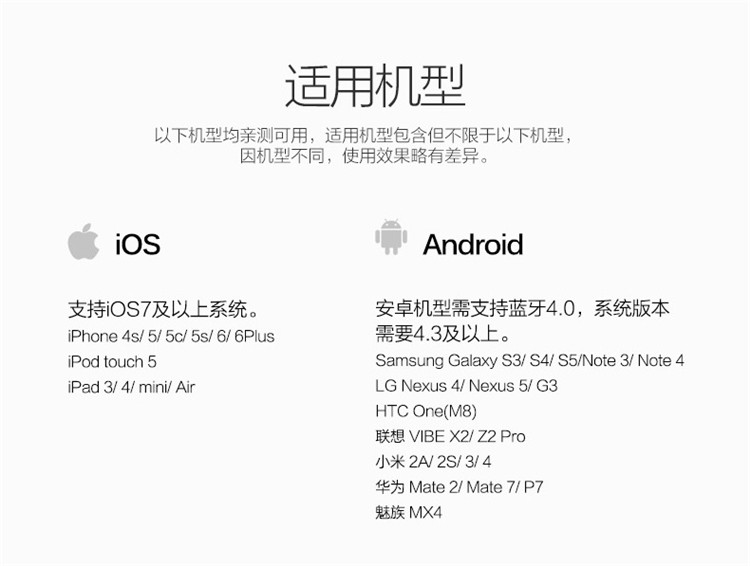 适用机型
以下机型均亲测可用，适用机型包含但不限于以下机型，
因机型不同，使用效果略有差异。
iOS
支持iOS7及以上系统。
iPhone 4s/ 5/ 5c/ 5s/ 6/ 6Plus
iPod touch 5
iPad 3/ 4/ mini/ Air
Android
安卓机型需支持蓝牙4.0，系统版本
需要4.3及以上。
Samsung Galaxy S3/ S4/ S5/Note 3/ Note 4
LG Nexus 4/ Nexus 5/ G3
HTC One(M8)
联想 VIBE X2/ Z2 Pro
小米 2A/ 2S/ 3/ 4
华为 Mate 2/ Mate 7/ P7
魅族 MX4